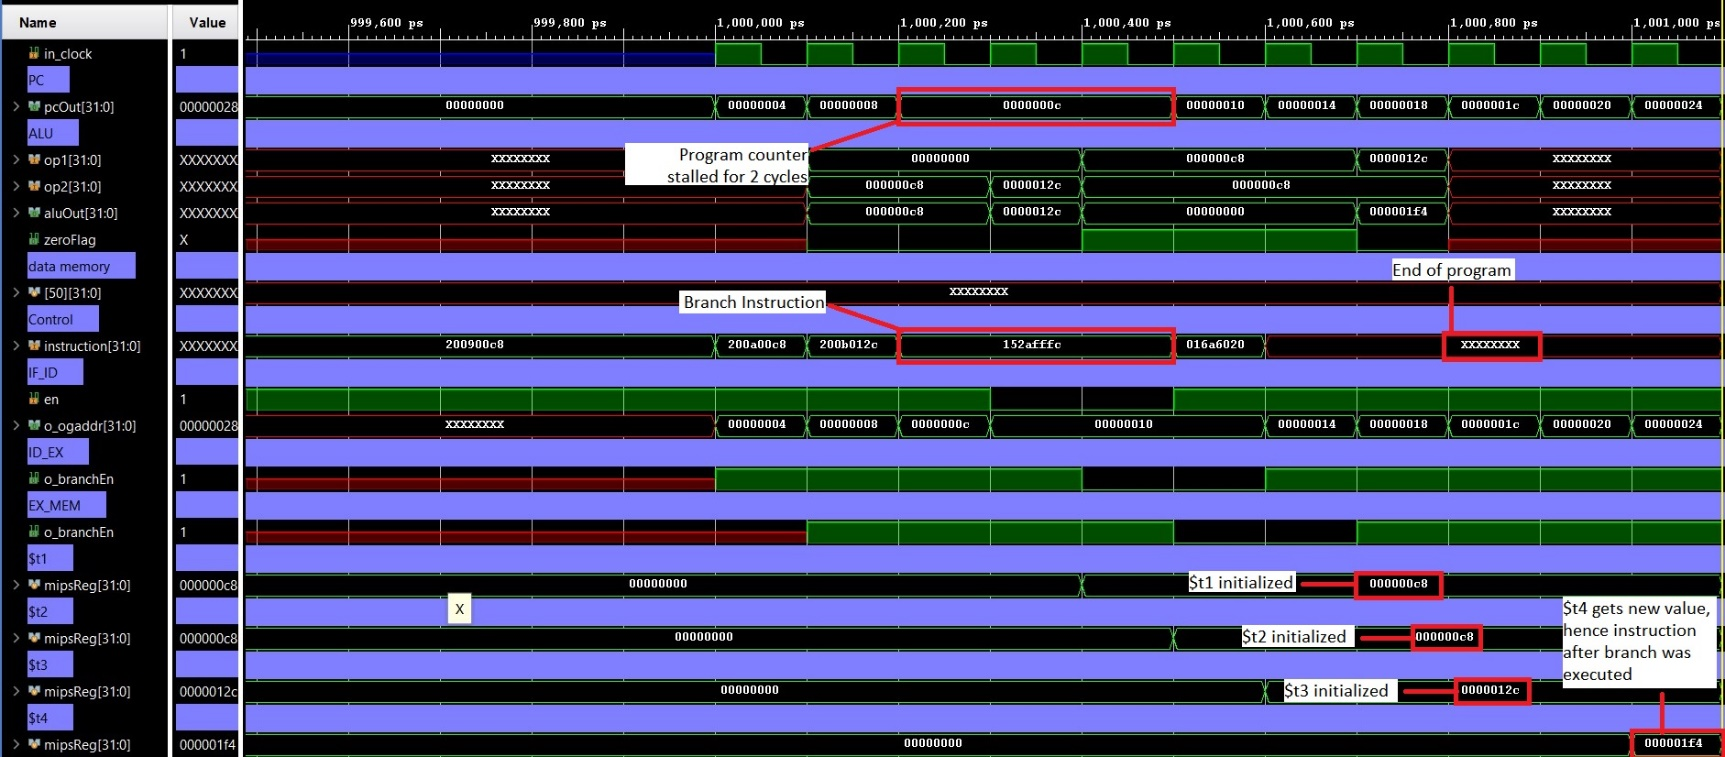 Name Value 999,600 ps 999,800 ps 1,000,000 ps 1,000,200 ps 1,000,400 ps 1,000,600 ps 1,000,800 ps 1,001,000 ps
in_clock 1
PC
pcOut[31:0] 00000028 00000000 00000004 00000008 0000000c 00000010 00000014 00000018 0000001c 00000020 00000024
ALU
Program counter
stalled for 2 cycles
op1[31:0] XXXXXXXX XXXXXXXX 00000000 000000c8 0000012c XXXXXXXX
op2[31:0] XXXXXXXX XXXXXXXX 000000c8 0000012c 000000c8 XXXXXXXX
aluOut[31:0] XXXXXXXX XXXXXXXX 000000c8 0000012c 00000000 000001f4 XXXXXXXX
zeroFlag X
data memory
End of program
[50][31:0] XXXXXXXX XXXXXXXX
Branch Instruction
Control
instruction[31:0] XXXXXXXX 200900c8 200a00c8 200b012c 152afffc 016a6020 XXXXXXXX
IF_ID
en 1
o_ogaddr[31:0] 00000028 XXXXXXXX 00000004 00000008 0000000c 00000010 00000014 00000018 0000001c 00000020 00000024
ID_EX
o_branchEn 1
EX_MEM
o_branchEn 1
$t1
mipsReg[31:0] 000000c8 00000000 $t1 initialized 000000c8
$t2
X
mipsReg[31:0] 000000c8 00000000 $t2 initialized 000000c8
$t4 gets new value,
hence instruction
after branch was
executed
$t3
mipsReg[31:0] 0000012c 00000000 $t3 initialized 0000012c
$t4
mipsReg[31:0] 000001f4 00000000 000001f4